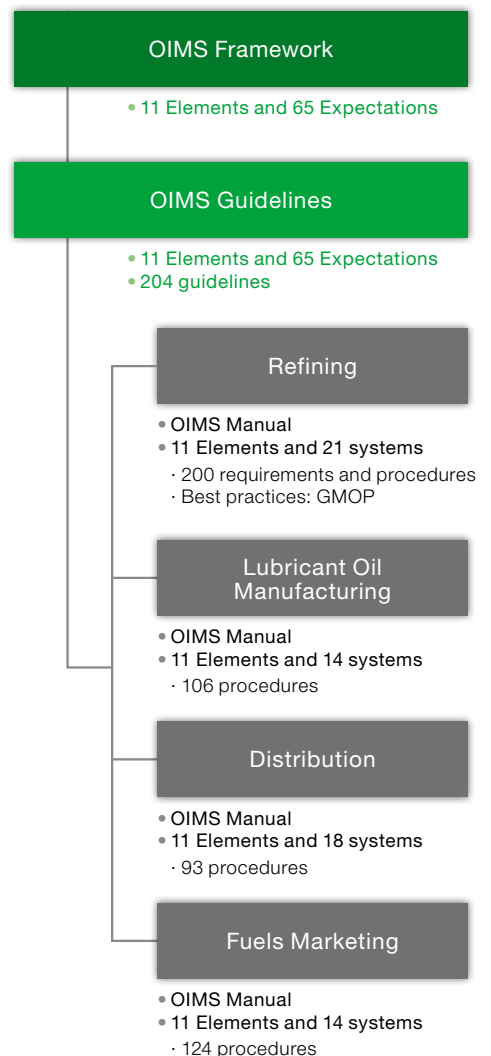 OIMS Framework
• 11 Elements and 65 Expectations
OIMS Guidelines
• 11 Elements and 65 Expectations
• 204 guidelines
Refining
• OIMS Manual
• 11 Elements and 21 systems
· 200 requirements and procedures
· Best practices: GMOP
Lubricant Oil
Manufacturing
• OIMS Manual
• 11 Elements and 14 systems
· 106 procedures
Distribution
• OIMS Manual
• 11 Elements and 18 systems
· 93 procedures
Fuels Marketing
• OIMS Manual
• 11 Elements and 14 systems
· 124 procedures